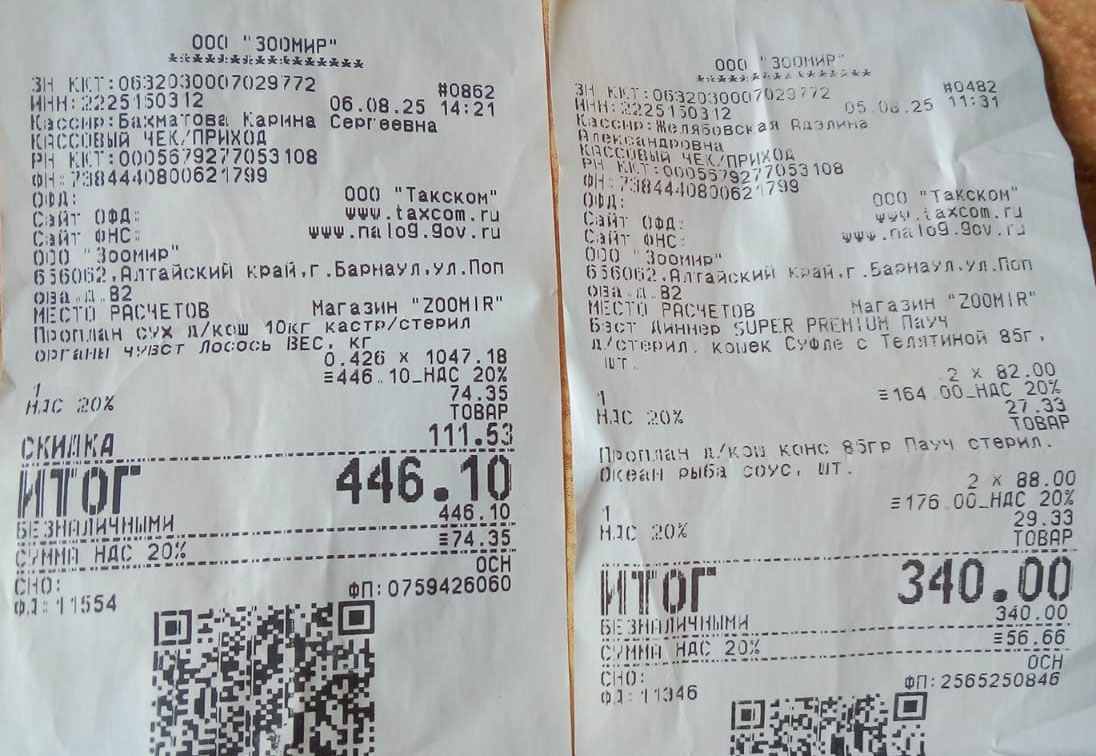 ООО "ЗООМИР"
********************
ЗН ККТ:0632030007029772 #0862
ИНН:2225150312 06.08.25 14:21
Кассир:Бахматова Карина Сергеевна
КАССОВЫЙ ЧЕК/ПРИХОД
РН ККТ:0005679277053108
ФН:7384440800621799
ОФД: ООО "Такском"
Сайт ОФД: www.taxcom.ru
Сайт ФНС: www.nalog.gov.ru
ООО "Зоомир"
656062,Алтайский край,г.Барнаул,ул.Поп
ова,д.82
МЕСТО РАСЧЕТОВ Магазин "ZOOMIR"
Проплан сух д/кош 10кг кастр/стерил
органы чувст Лосось ВЕС, кг
0.426 x 1047.18
1 ≡446.10_НДС 20%
НДС 20% 74.35
ТОВАР
СКИДКА 111.53
ИТОГ 446.10
БЕЗНАЛИЧНЫМИ 446.10
СУММА НДС 20% ≡74.35
СНО: ОСН
ФД:11554 ФП:0759426060
ООО "ЗООМИР"
********************
ЗН ККТ:0632030007029772 #0482
ИНН:2225150312 05.08.25 11:31
Кассир:Желябовская Аделина
Александровна
КАССОВЫЙ ЧЕК/ПРИХОД
РН ККТ:0005679277053108
ФН:7384440800621799
ОФД: ООО "Такском"
Сайт ОФД: www.taxcom.ru
Сайт ФНС: www.nalog.gov.ru
ООО "Зоомир"
656062,Алтайский край,г.Барнаул,ул.Поп
ова,д.82
МЕСТО РАСЧЕТОВ Магазин "ZOOMIR"
Бэст Диннер SUPER PREMIUM Пауч
д/стерил. кошек Суфле с Телятиной 85г,
шт.
2 x 82.00
1 ≡164.00_НДС 20%
НДС 20% 27.33
ТОВАР
Проплан д/кош конс 85гр Пауч стерил.
Океан рыба соус, шт.
2 x 88.00
1 ≡176.00_НДС 20%
НДС 20% 29.33
ТОВАР
ИТОГ 340.00
БЕЗНАЛИЧНЫМИ 340.00
СУММА НДС 20% ≡56.66
СНО: ОСН
ФД:11346 ФП:2565250846